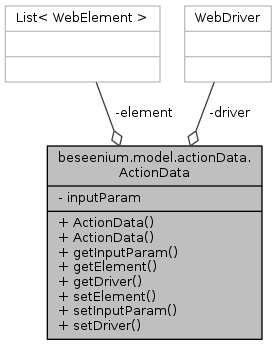 List< WebElement >
WebDriver
-element
-driver
beseenium.model.actionData.
ActionData
- inputParam
+ ActionData()
+ ActionData()
+ getInputParam()
+ getElement()
+ getDriver()
+ setElement()
+ setInputParam()
+ setDriver()